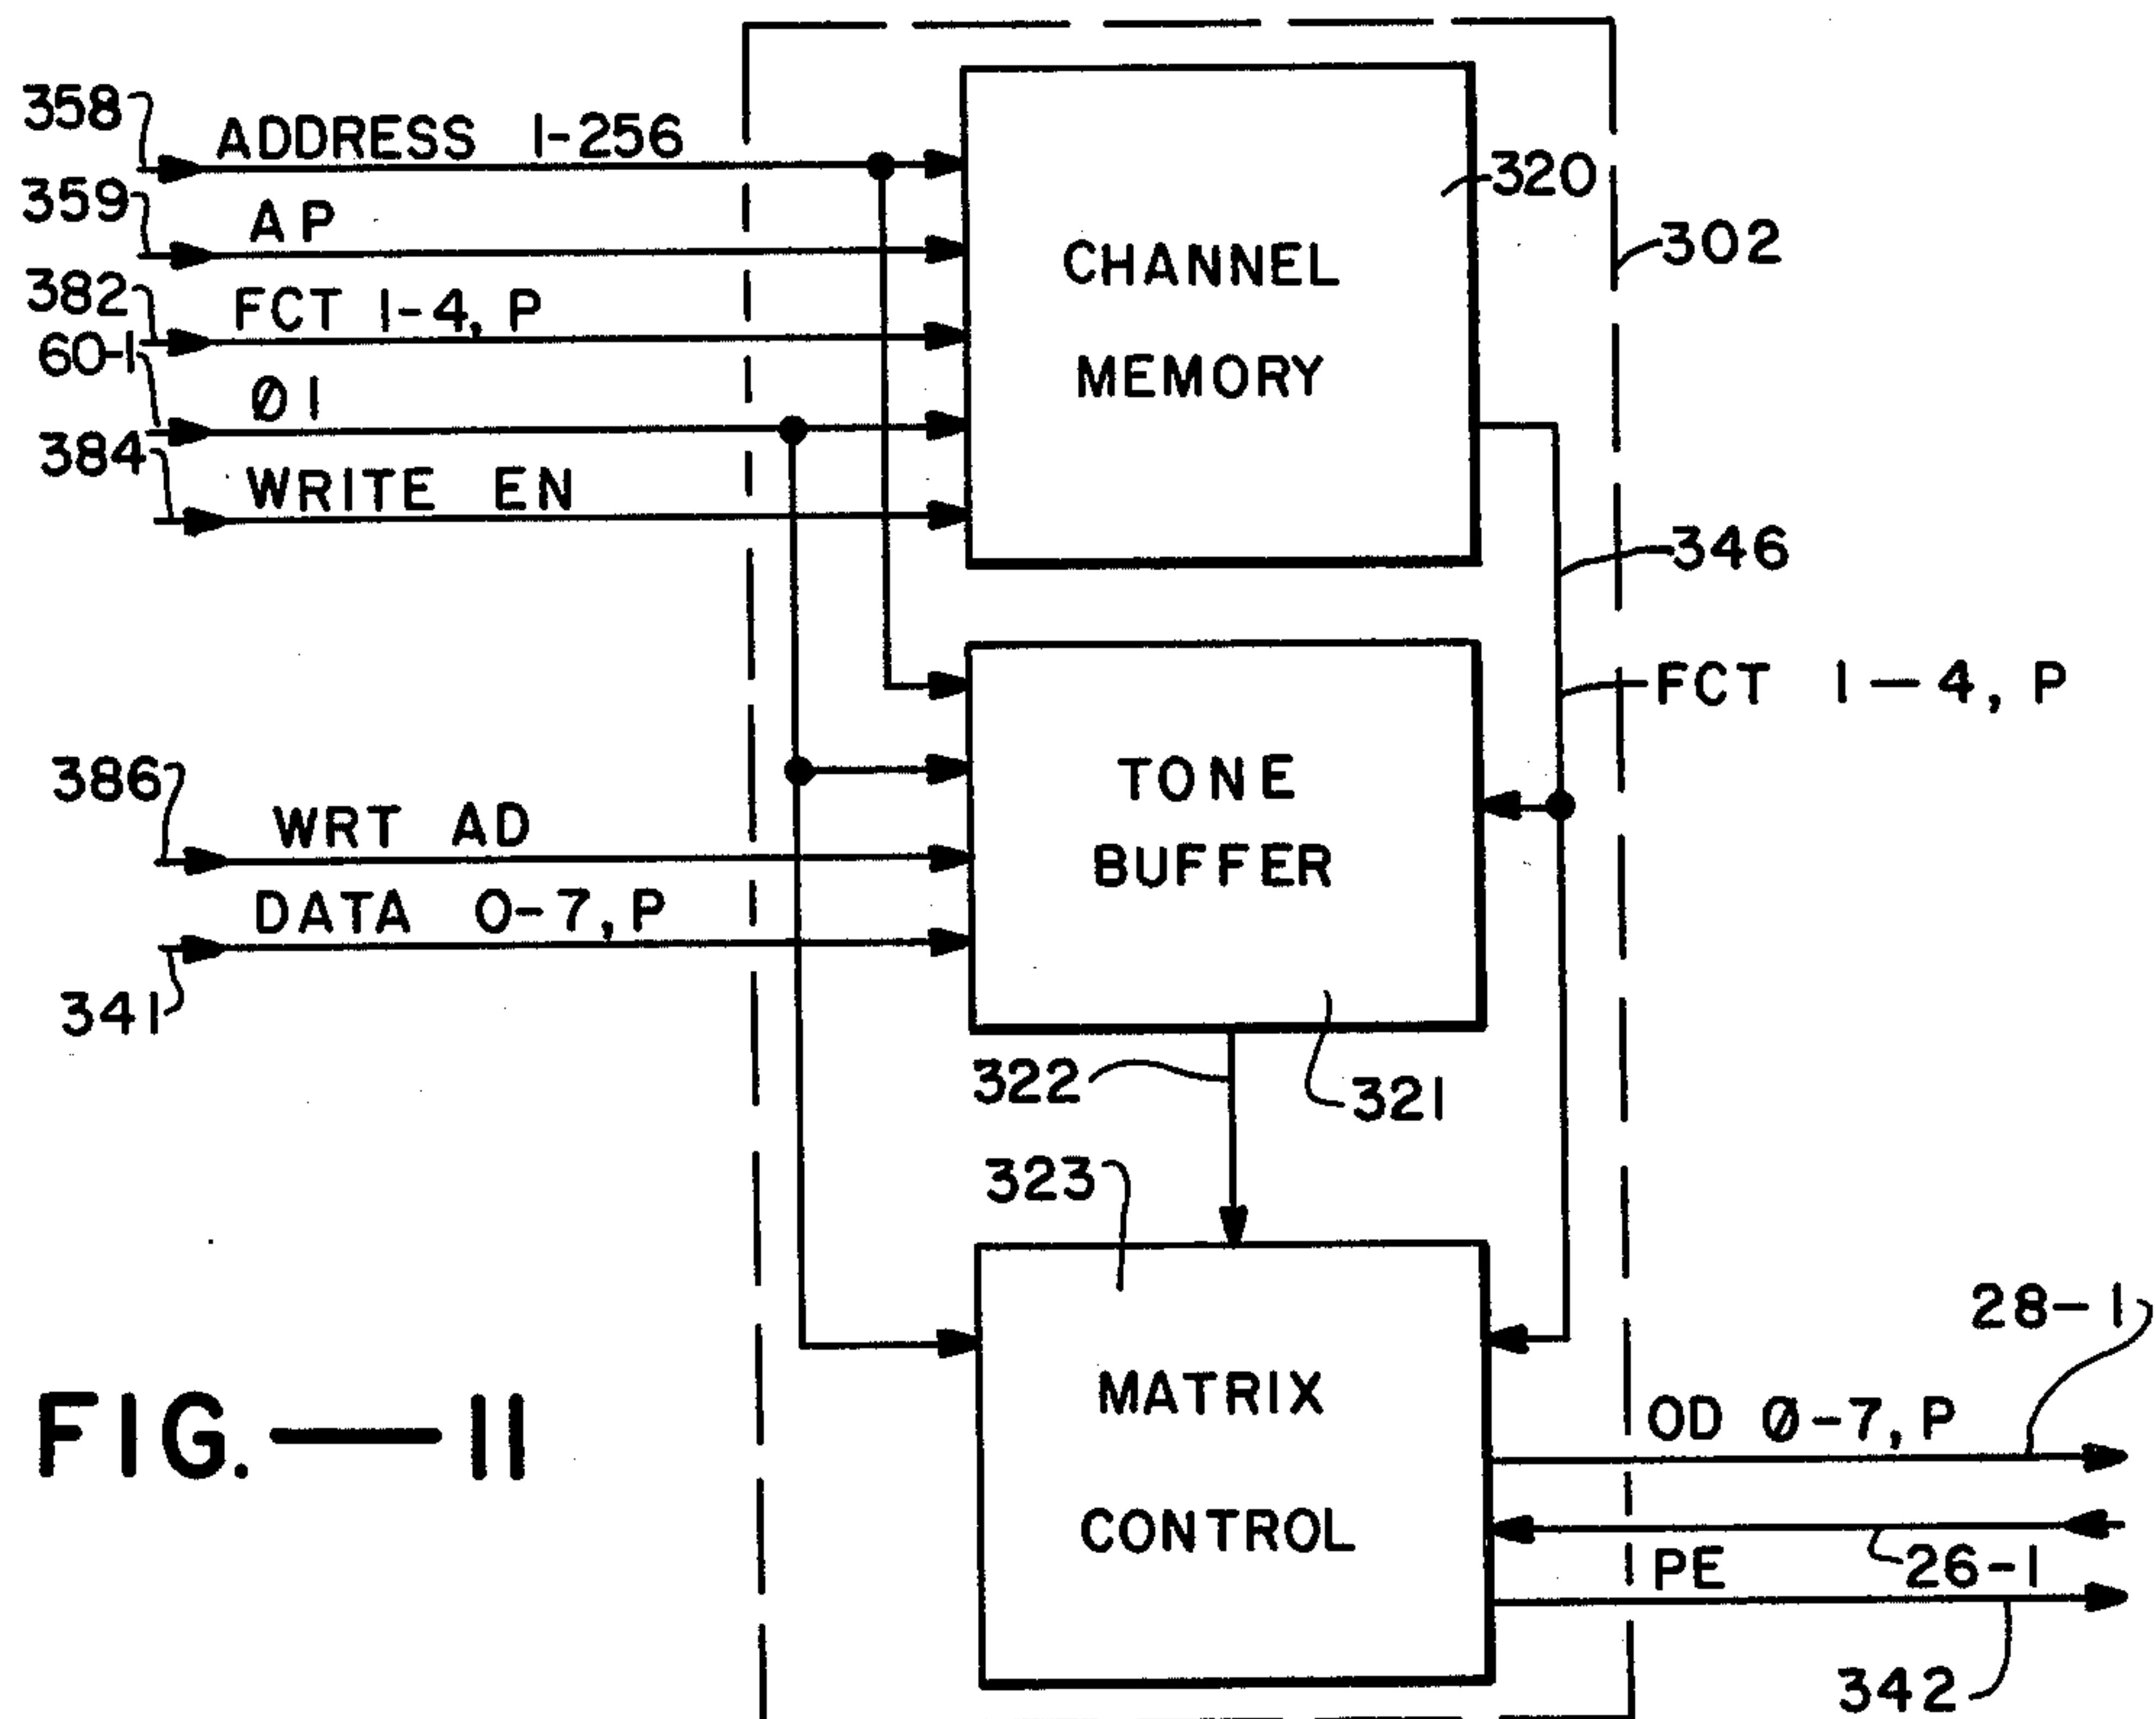 358
ADDRESS 1-256
359
AP
320
CHANNEL
MEMORY
302
382
FCT 1-4, P
60-1
Ø1
384
WRITE EN
346
FCT 1-4, P
386
WRT AD
TONE
BUFFER
DATA 0-7, P
341
322
321
323
28-1
MATRIX
CONTROL
OD Ø-7, P
FIG.-11
PE
26-1
342